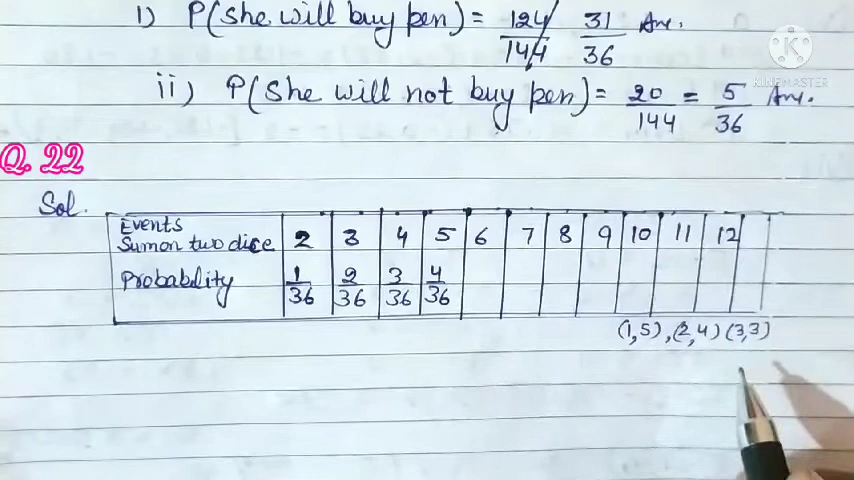 i) P(she will buy pen) = 124/144 31/36 Ans.
KINEMASTER
ii) P(She will not buy pen) = 20/144 = 5/36 Ans.
Q. 22
Sol.
Events
Sum on two dice 2 3 4 5 6 7 8 9 10 11 12
Probability 1/36 2/36 3/36 4/36
(1,5), (2,4) (3,3)